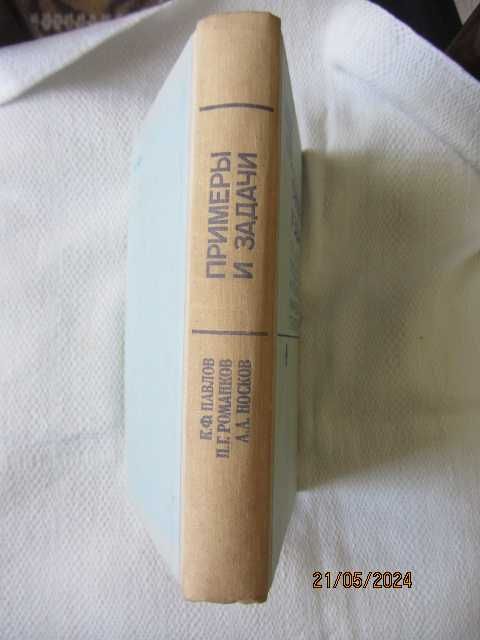 ПРИМЕРЫ
И ЗАДАЧИ
К.Ф. ПАВЛОВ
П.Г. РОМАНКОВ
А.А. НОСКОВ
21/05/2024